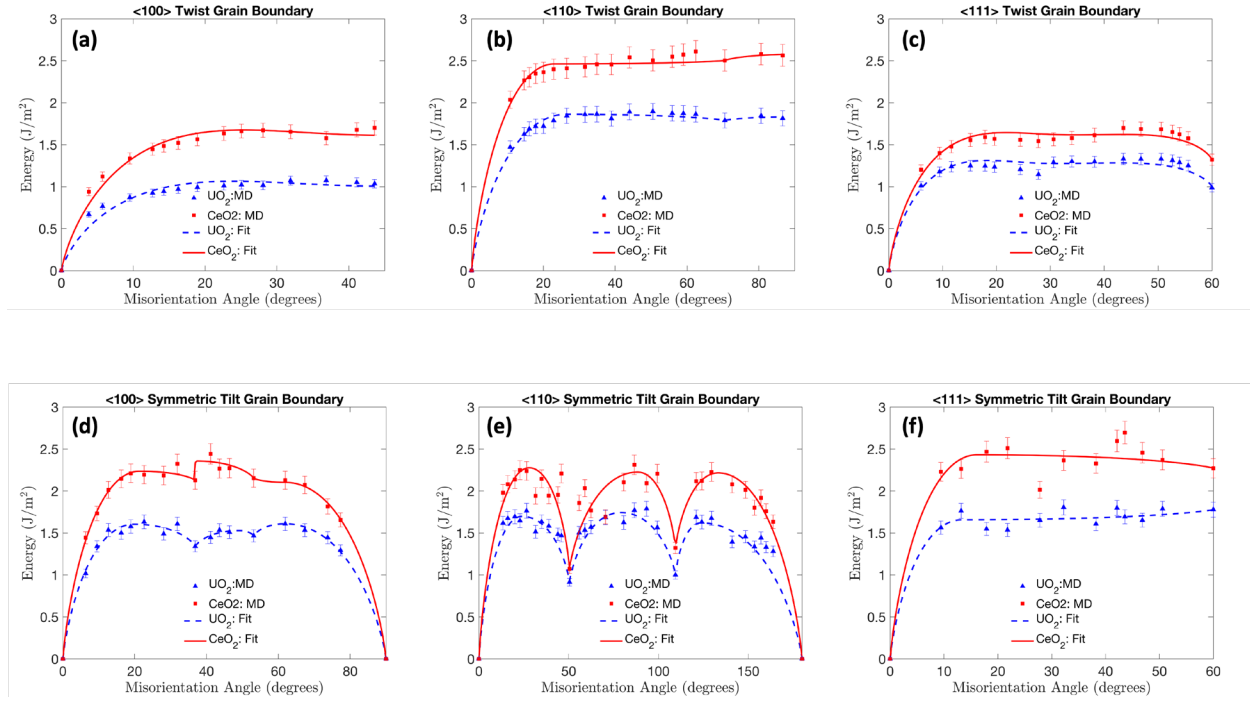 <100> Twist Grain Boundary
(a)
3
2.5
2
1.5
1
0.5
0
Energy (J/m²)
UO₂:MD
CeO2: MD
UO₂: Fit
CeO₂: Fit
0 10 20 30 40
Misorientation Angle (degrees)
<110> Twist Grain Boundary
(b)
3
2.5
2
1.5
1
0.5
0
Energy (J/m²)
UO₂:MD
CeO2: MD
UO₂: Fit
CeO₂: Fit
0 10 20 30 40 50 60 70 80 90
Misorientation Angle (degrees)
<111> Twist Grain Boundary
(c)
3
2.5
2
1.5
1
0.5
0
Energy (J/m²)
UO₂:MD
CeO2: MD
UO₂: Fit
CeO₂: Fit
0 10 20 30 40 50 60
Misorientation Angle (degrees)
<100> Symmetric Tilt Grain Boundary
(d)
3
2.5
2
1.5
1
0.5
0
Energy (J/m²)
UO₂:MD
CeO2: MD
UO₂: Fit
CeO₂: Fit
0 20 40 60 80
Misorientation Angle (degrees)
<110> Symmetric Tilt Grain Boundary
(e)
3
2.5
2
1.5
1
0.5
0
Energy (J/m²)
UO₂:MD
CeO2: MD
UO₂: Fit
CeO₂: Fit
0 50 100 150
Misorientation Angle (degrees)
<111> Symmetric Tilt Grain Boundary
(f)
3
2.5
2
1.5
1
0.5
0
Energy (J/m²)
UO₂:MD
CeO2: MD
UO₂: Fit
CeO₂: Fit
0 10 20 30 40 50 60
Misorientation Angle (degrees)